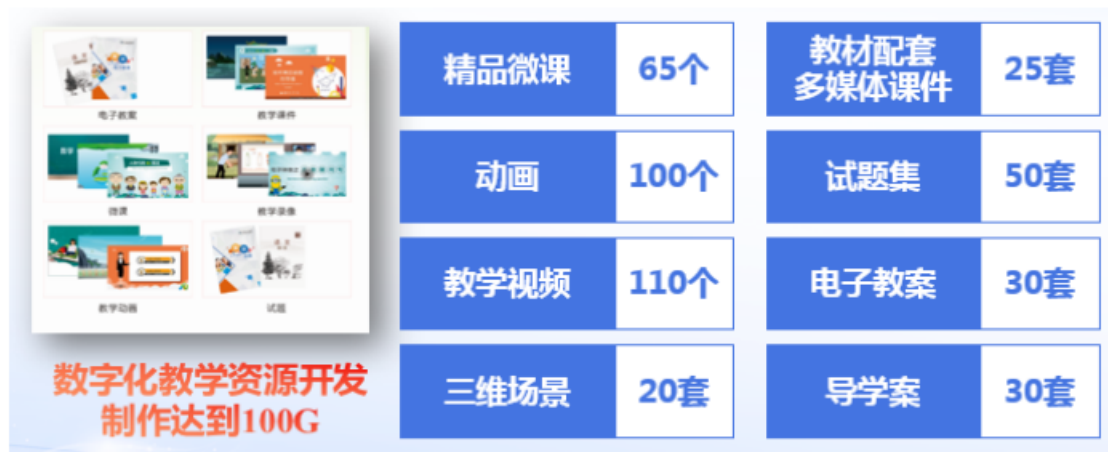 电子教案
教学课件
微课
教学录像
教学动画
试题
数字化教学资源开发
制作达到100G
精品微课
65个
教材配套
多媒体课件
25套
动画
100个
试题集
50套
教学视频
110个
电子教案
30套
三维场景
20套
导学案
30套